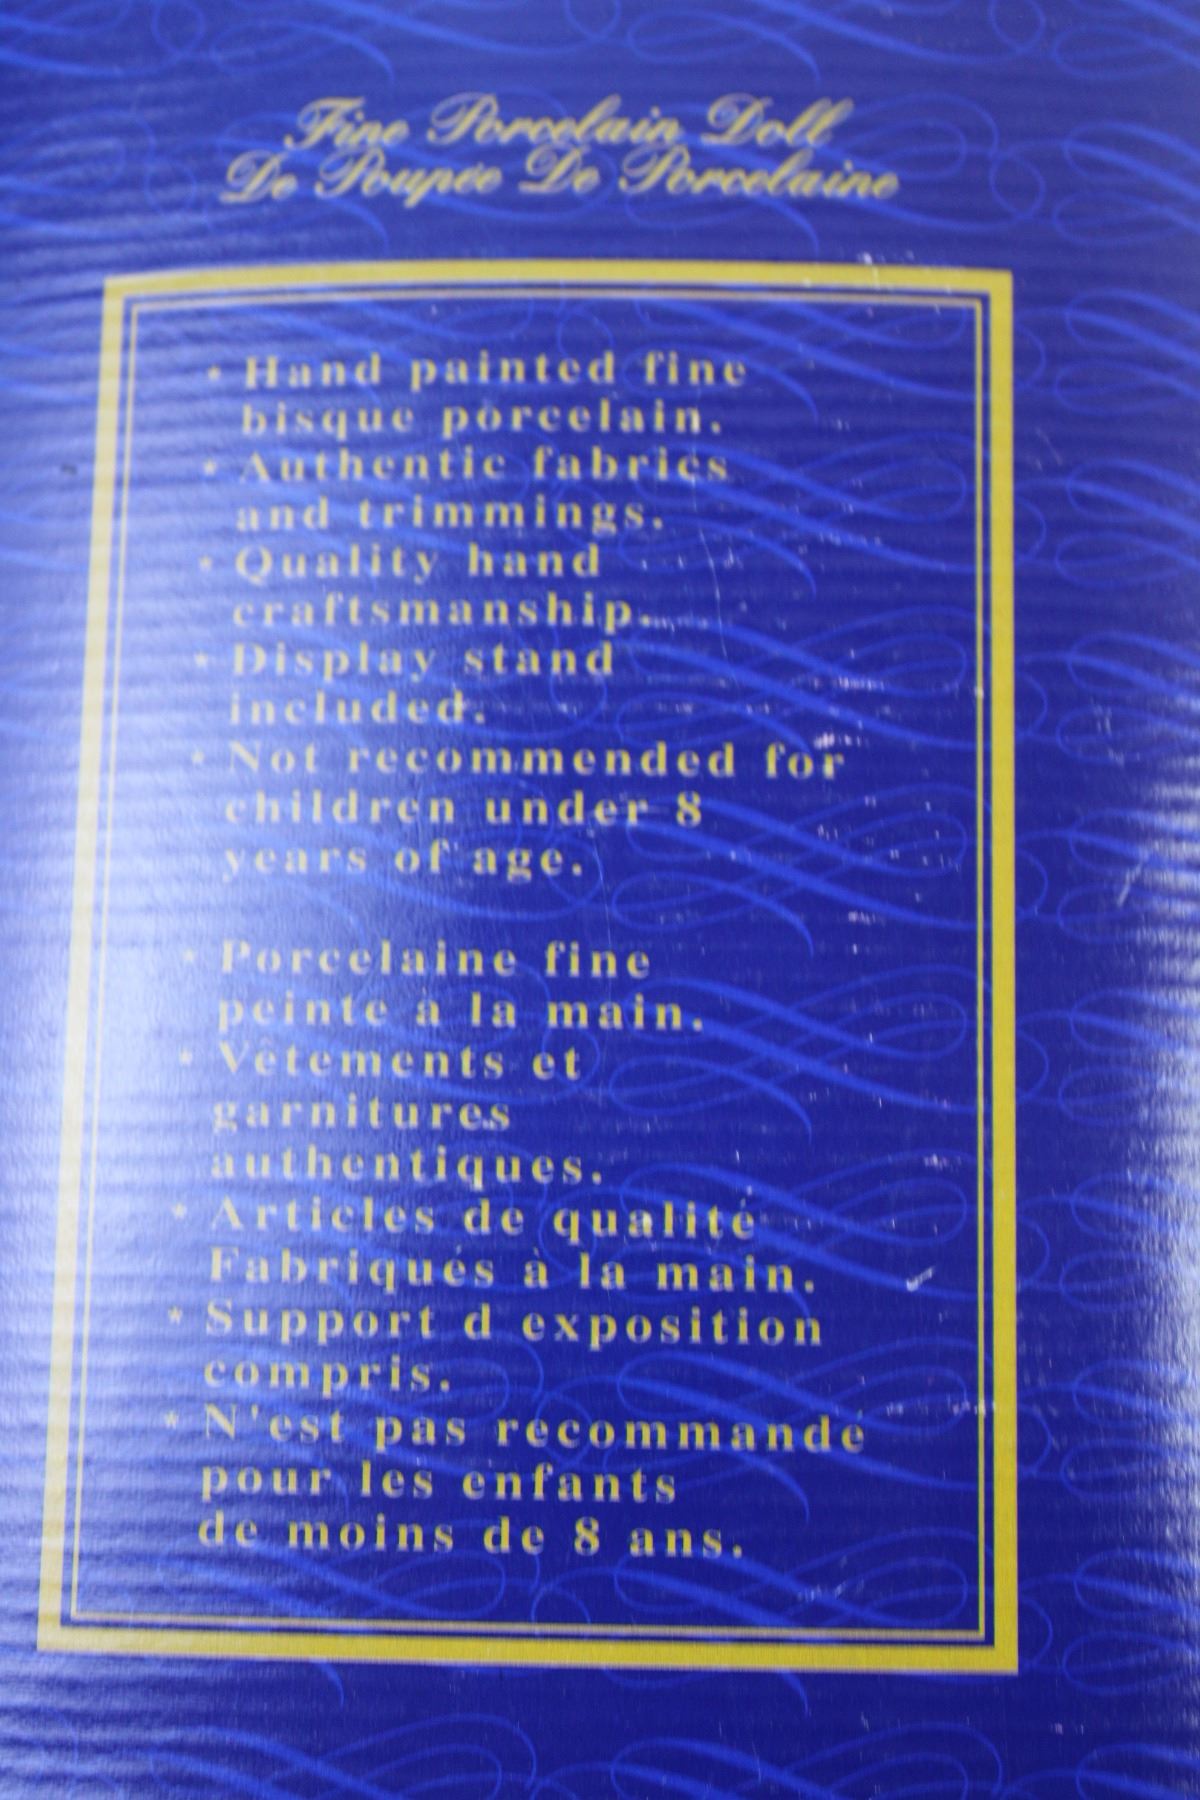 Fine Porcelain Doll
De Poupée De Porcelaine
* Hand painted fine
bisque porcelain.
* Authentic fabrics
and trimmings.
* Quality hand
craftsmanship.
* Display stand
included.
* Not recommended for
children under 8
years of age.
* Porcelaine fine
peinte à la main.
* Vêtements et
garnitures
authentiques.
* Articles de qualité
Fabriqués à la main.
* Support d exposition
compris.
* N'est pas recommandé
pour les enfants
de moins de 8 ans.